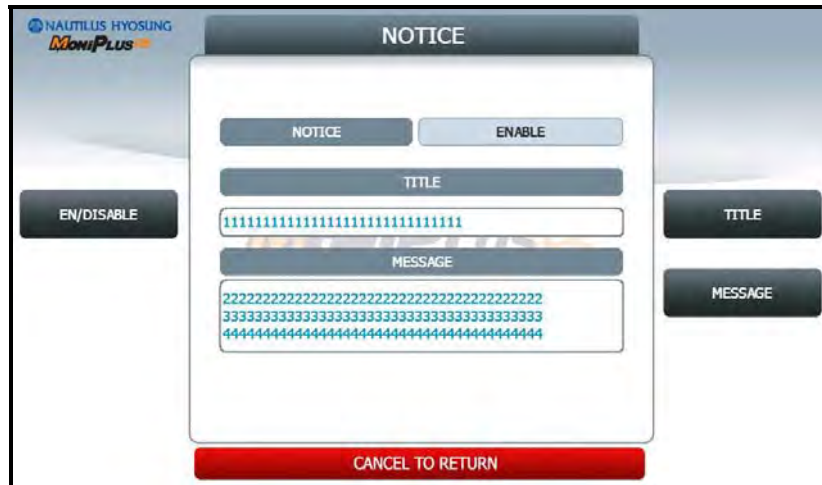 NAUTILUS HYOSUNG
MONIPLUS
NOTICE
NOTICE ENABLE
TITLE
EN/DISABLE
111111111111111111111111111111
TITLE
MESSAGE
2222222222222222222222222222222222222222
3333333333333333333333333333333333333333
4444444444444444444444444444444444444444
MESSAGE
CANCEL TO RETURN